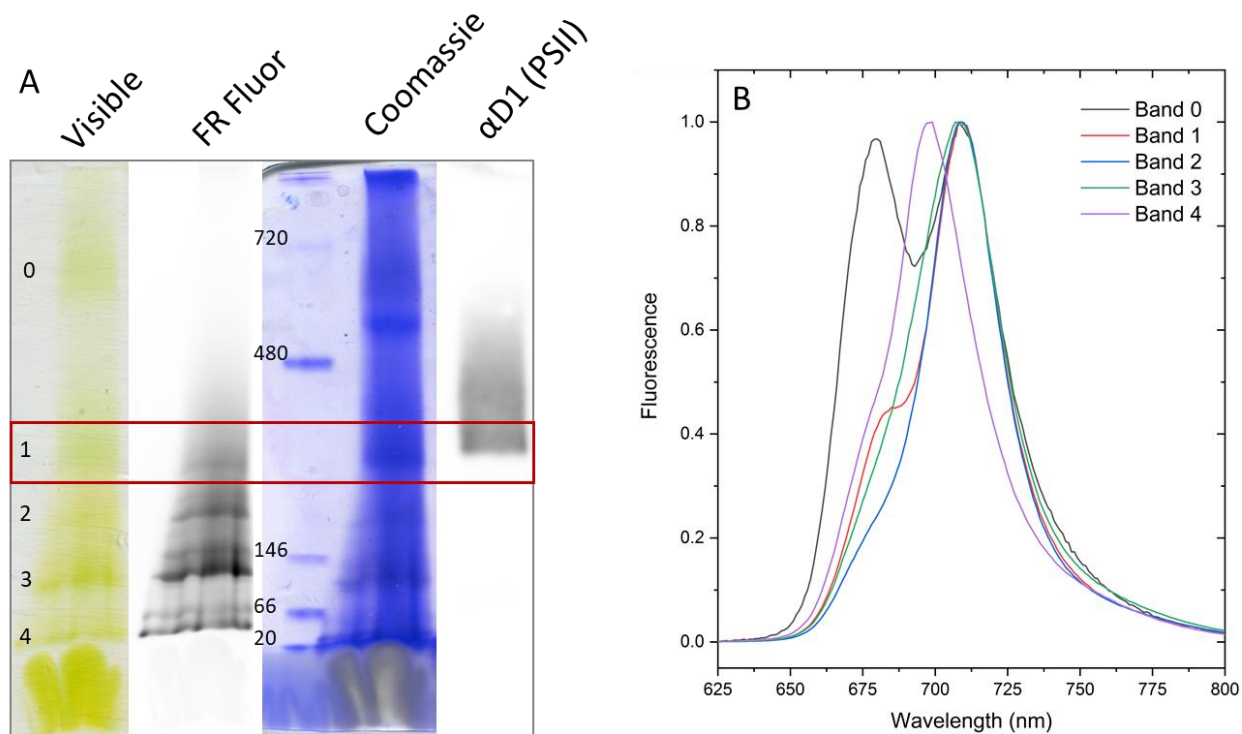 A
Visible
FR Fluor
Coomassie
αD1 (PSII)
0
1
2
3
4
720
480
146
66
20
B
Band 0
Band 1
Band 2
Band 3
Band 4
1.0
0.8
0.6
0.4
0.2
0.0
Fluorescence
625 650 675 700 725 750 775 800
Wavelength (nm)